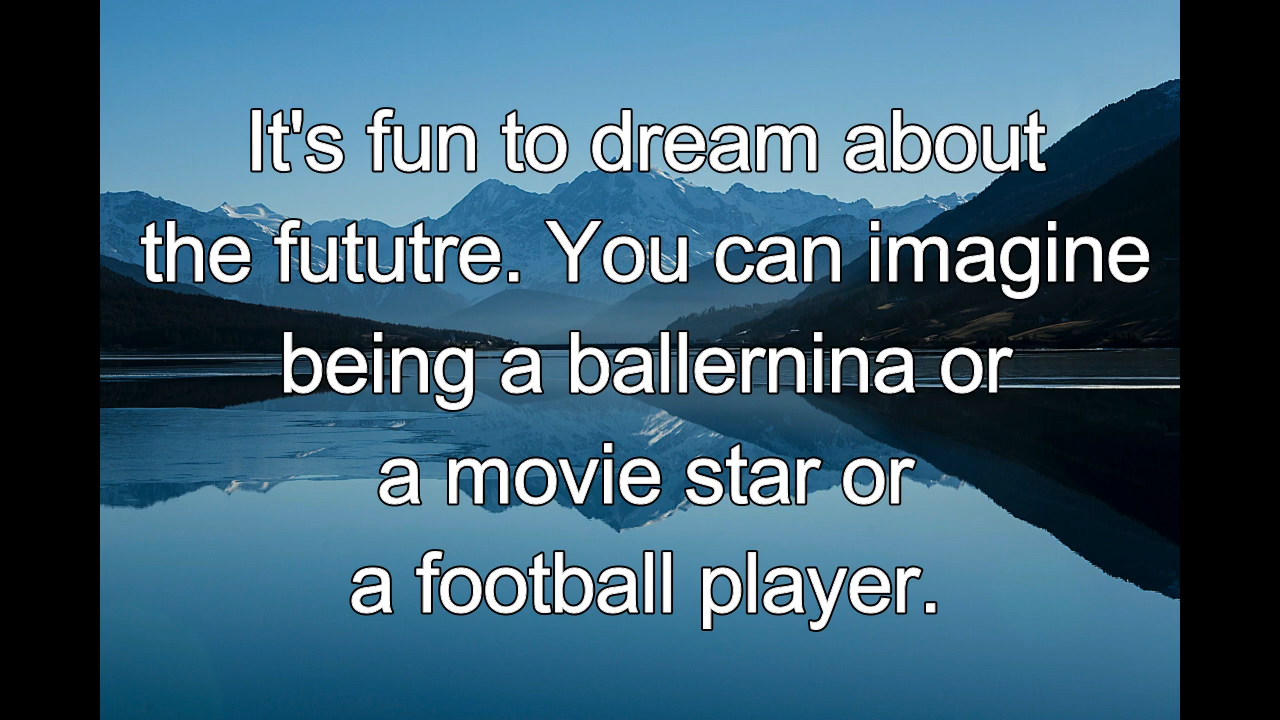 It's fun to dream about
the fututre. You can imagine
being a ballernina or
a movie star or
a football player.